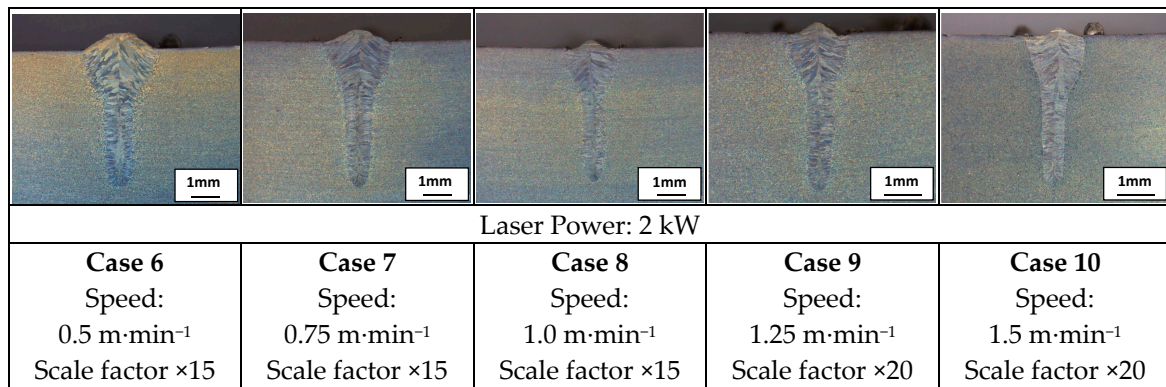 1mm
1mm
1mm
1mm
1mm
Laser Power: 2 kW
Case 6
Speed:
0.5 m·min⁻¹
Scale factor ×15
Case 7
Speed:
0.75 m·min⁻¹
Scale factor ×15
Case 8
Speed:
1.0 m·min⁻¹
Scale factor ×15
Case 9
Speed:
1.25 m·min⁻¹
Scale factor ×20
Case 10
Speed:
1.5 m·min⁻¹
Scale factor ×20